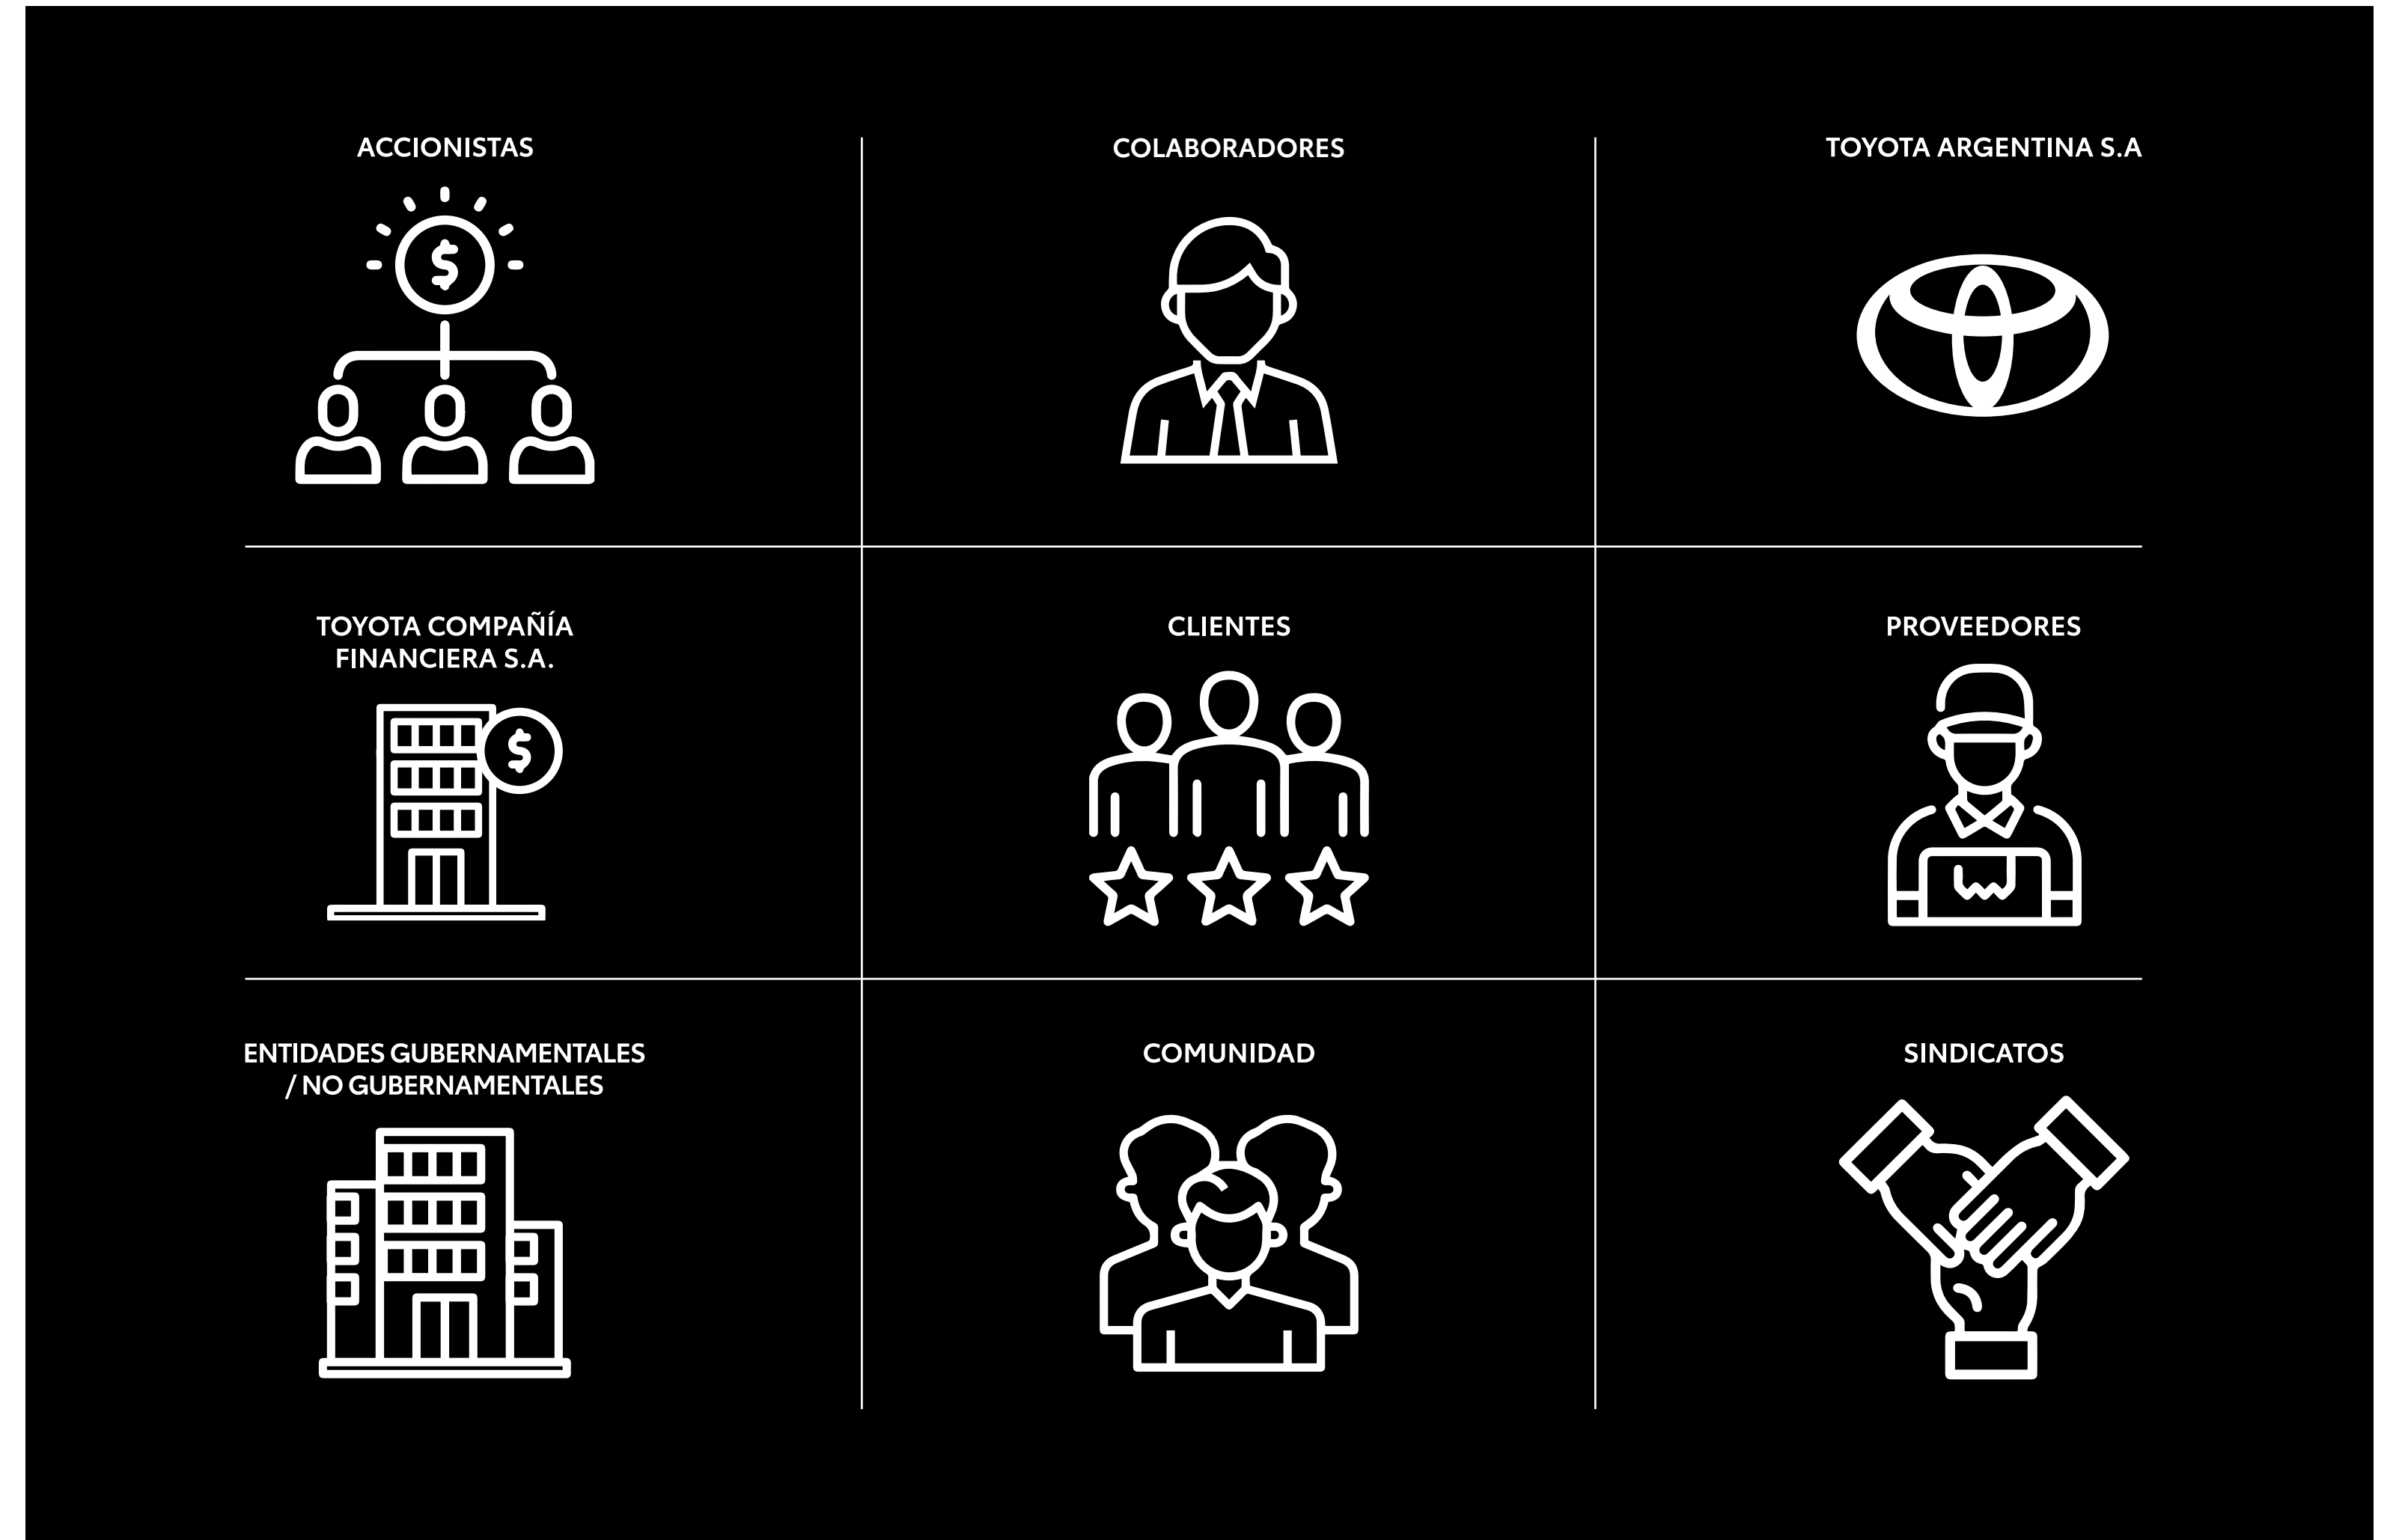 ACCIONISTAS
COLABORADORES
TOYOTA ARGENTINA S.A
TOYOTA COMPAÑÍA
FINANCIERA S.A.
CLIENTES
PROVEEDORES
ENTIDADES GUBERNAMENTALES
/ NO GUBERNAMENTALES
COMUNIDAD
SINDICATOS